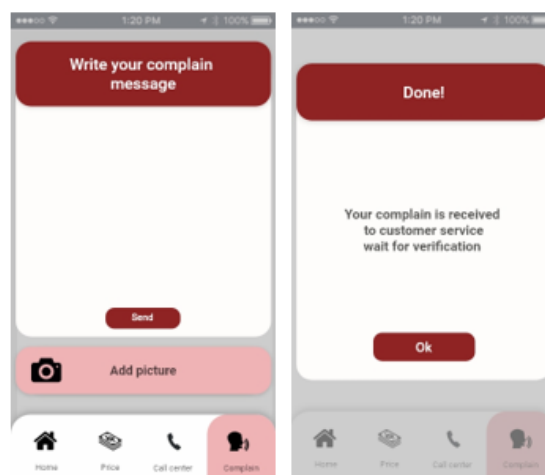 1:20 PM
100%
Write your complain
message
Send
Add picture
Home
Price
Call center
Complain
1:20 PM
100%
Done!
Your complain is received
to customer service
wait for verification
Ok
Home
Price
Call center
Complain